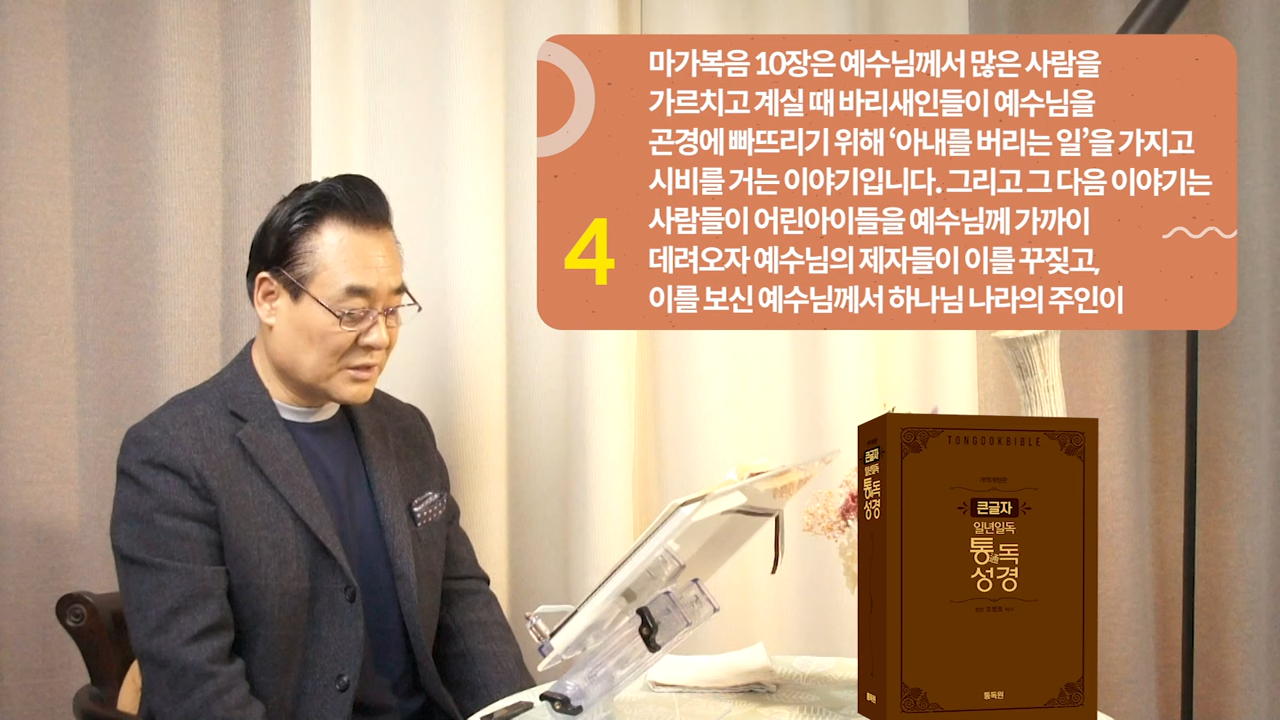 마가복음 10장은 예수님께서 많은 사람을
가르치고 계실 때 바리새인들이 예수님을
곤경에 빠뜨리기 위해 ‘아내를 버리는 일’을 가지고
시비를 거는 이야기입니다. 그리고 그 다음 이야기는
4
사람들이 어린아이들을 예수님께 가까이
데려오자 예수님의 제자들이 이를 꾸짖고,
이를 보신 예수님께서 하나님 나라의 주인이
TONGDOKBIBLE
큰글자
일년일독
통독
성경
통독원
큰글자
일년일독
통독
성경
통독원